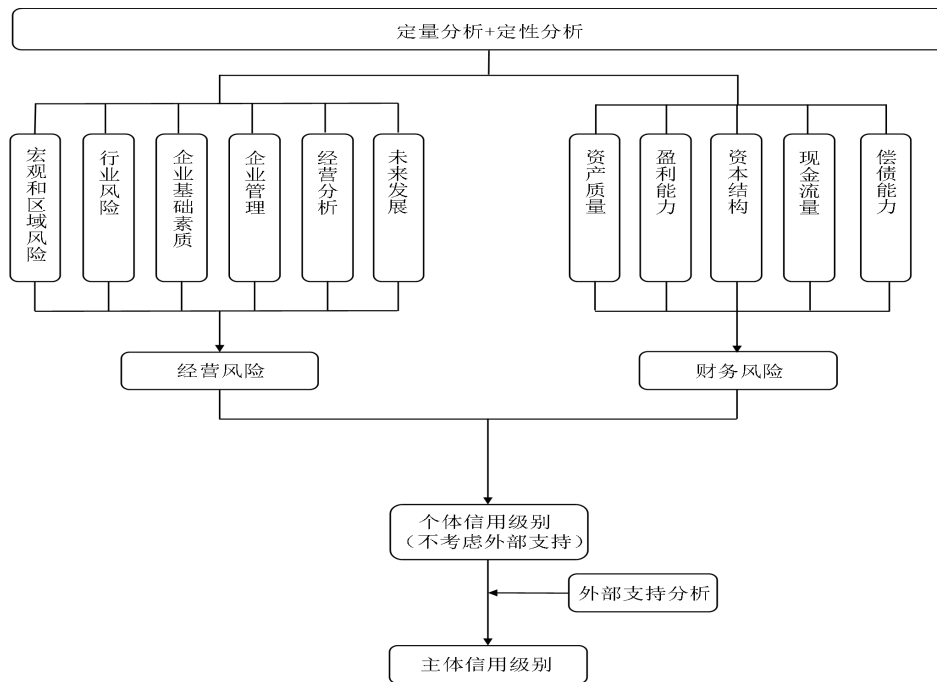 定量分析+定性分析
宏观和区域风险
行业风险
企业基础素质
企业管理
经营分析
未来发展
资产质量
盈利能力
资本结构
现金流量
偿债能力
经营风险
财务风险
个体信用级别
（不考虑外部支持）
外部支持分析
主体信用级别